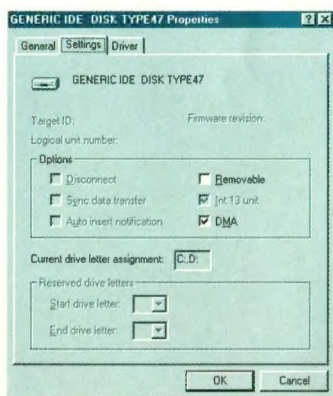 GENERIC IDE DISK TYPE47 Properties
General Settings Driver
GENERIC IDE DISK TYPE47
Target ID: Firmware revision:
Logical unit number:
Options
Disconnect Removable
Sync data transfer Int 13 unit
Auto insert notification DMA
Current drive letter assignment: C:D:
Reserved drive letters
Start drive letter:
End drive letter:
OK Cancel